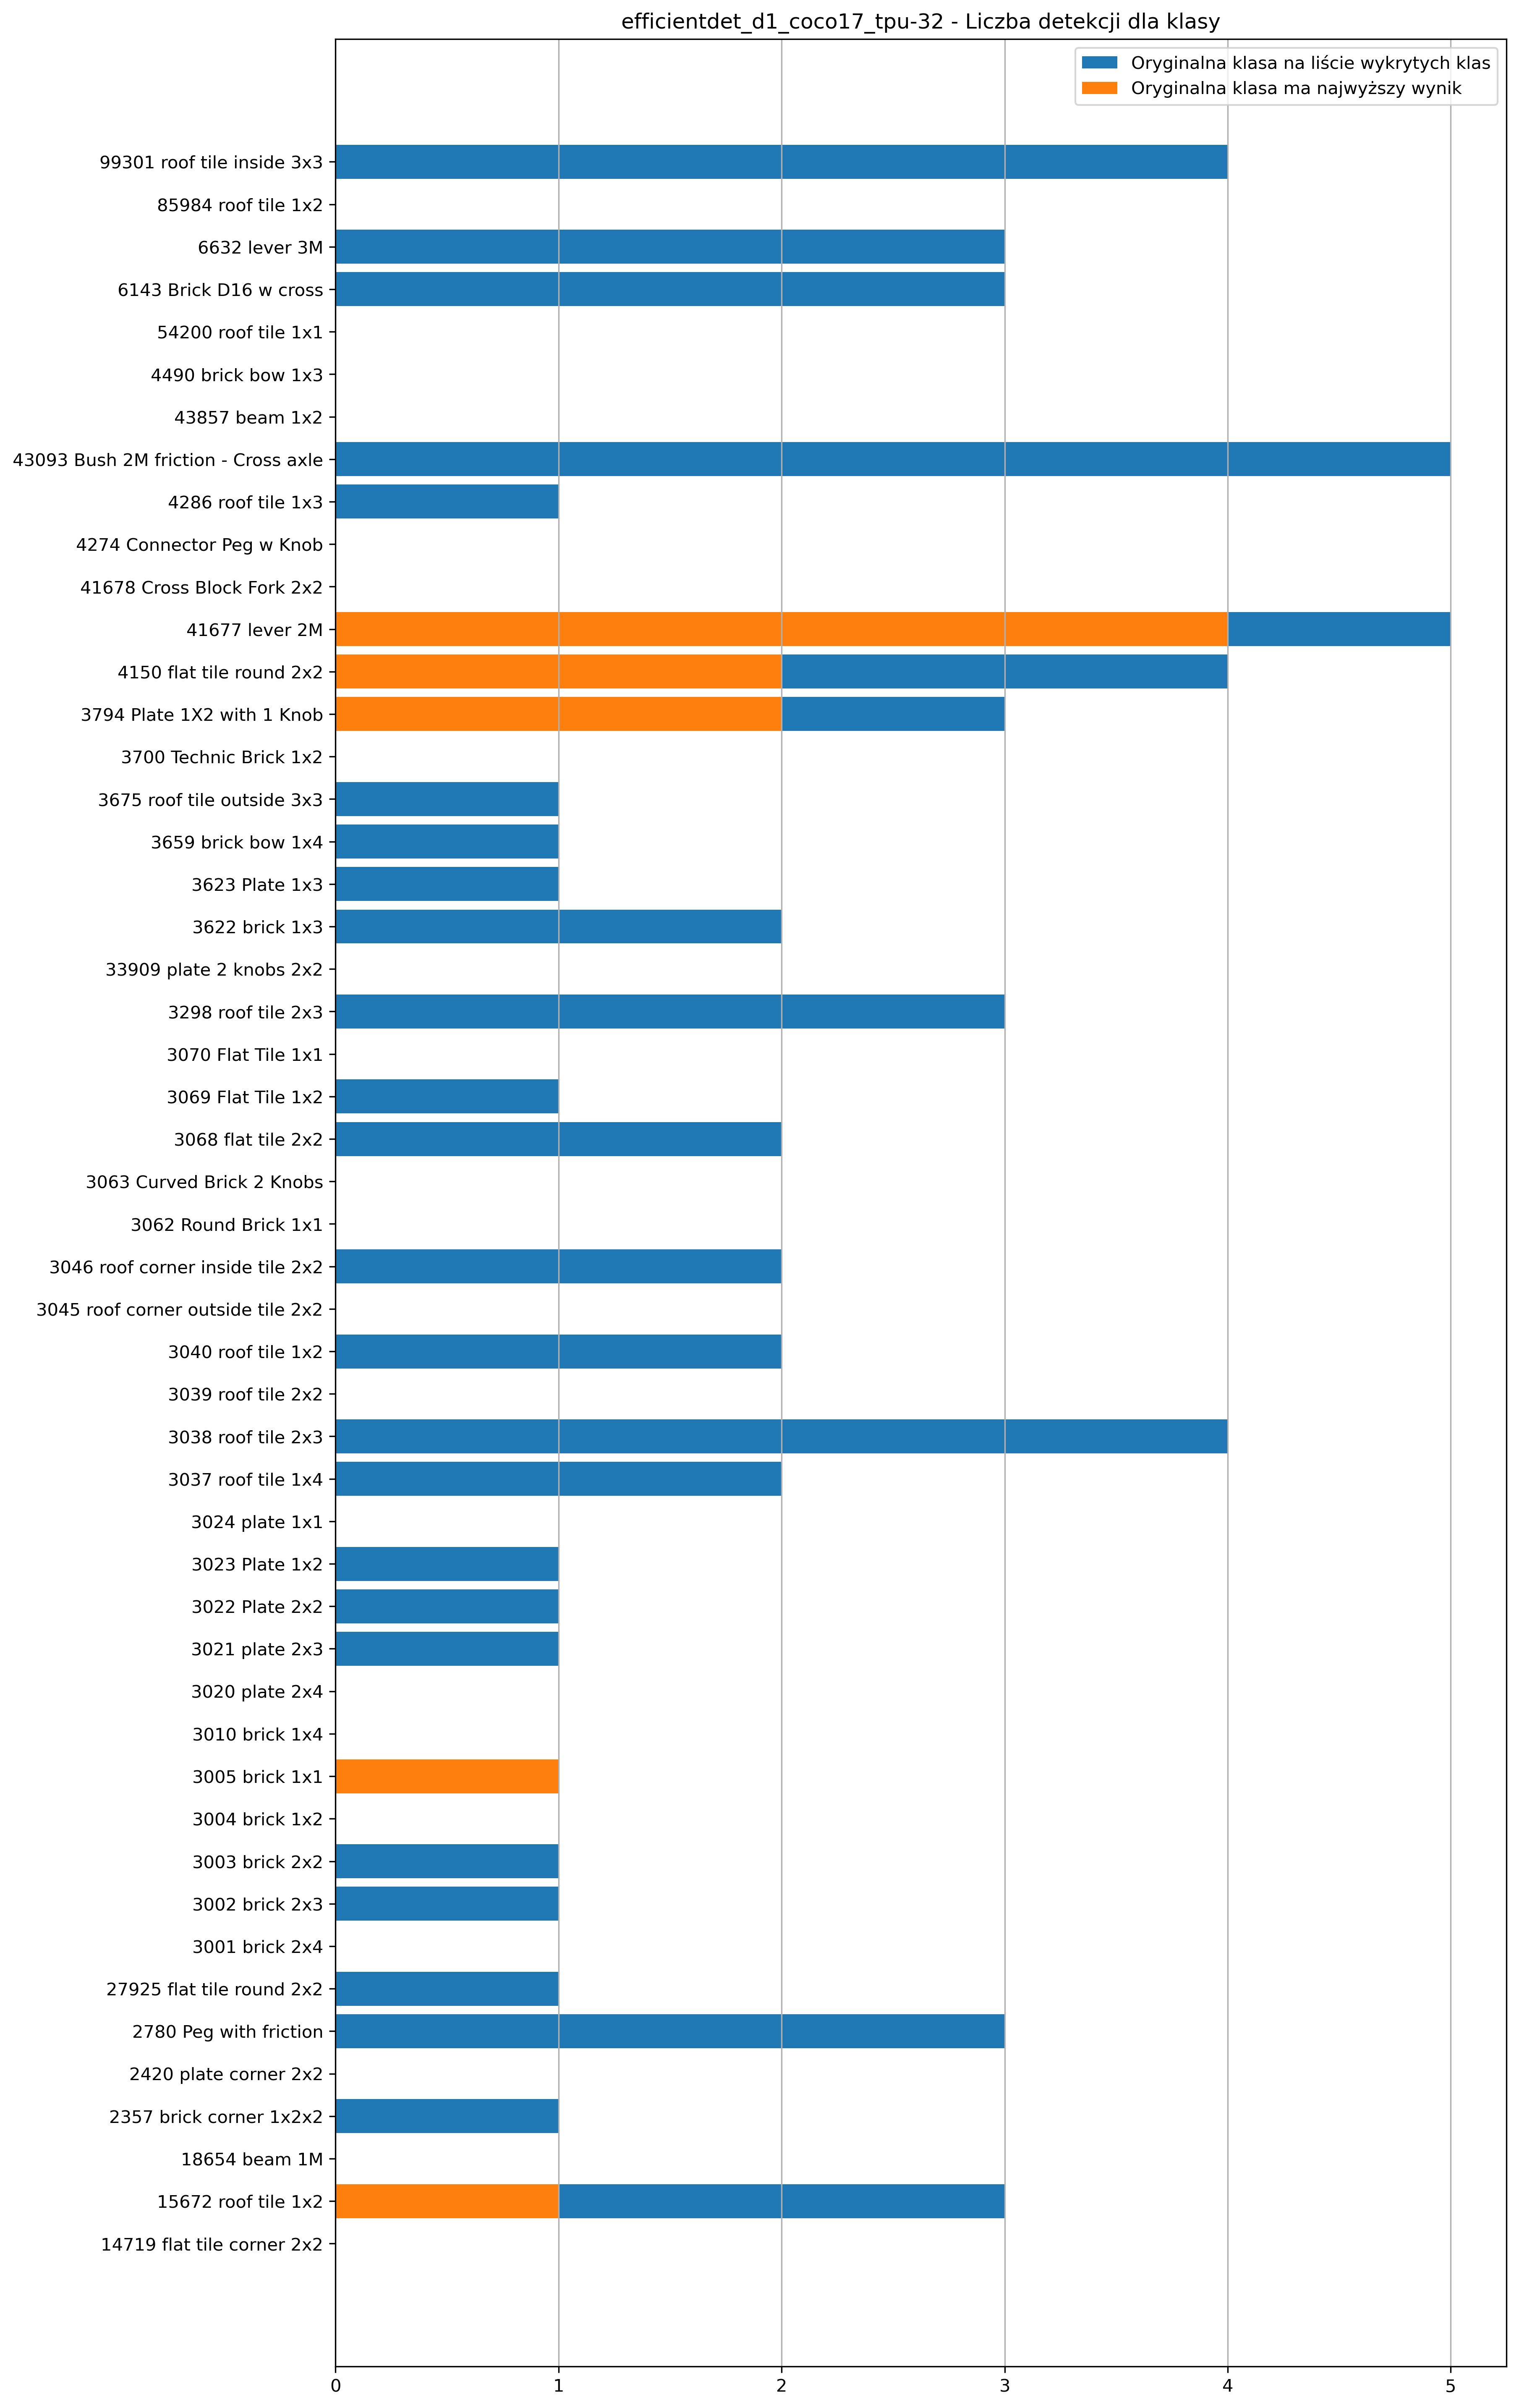 efficientdet_d1_coco17_tpu-32 - Liczba detekcji dla klasy
Oryginalna klasa na liście wykrytych klas
Oryginalna klasa ma najwyższy wynik
99301 roof tile inside 3x3
85984 roof tile 1x2
6632 lever 3M
6143 Brick D16 w cross
54200 roof tile 1x1
4490 brick bow 1x3
43857 beam 1x2
43093 Bush 2M friction - Cross axle
4286 roof tile 1x3
4274 Connector Peg w Knob
41678 Cross Block Fork 2x2
41677 lever 2M
4150 flat tile round 2x2
3794 Plate 1X2 with 1 Knob
3700 Technic Brick 1x2
3675 roof tile outside 3x3
3659 brick bow 1x4
3623 Plate 1x3
3622 brick 1x3
33909 plate 2 knobs 2x2
3298 roof tile 2x3
3070 Flat Tile 1x1
3069 Flat Tile 1x2
3068 flat tile 2x2
3063 Curved Brick 2 Knobs
3062 Round Brick 1x1
3046 roof corner inside tile 2x2
3045 roof corner outside tile 2x2
3040 roof tile 1x2
3039 roof tile 2x2
3038 roof tile 2x3
3037 roof tile 1x4
3024 plate 1x1
3023 Plate 1x2
3022 Plate 2x2
3021 plate 2x3
3020 plate 2x4
3010 brick 1x4
3005 brick 1x1
3004 brick 1x2
3003 brick 2x2
3002 brick 2x3
3001 brick 2x4
27925 flat tile round 2x2
2780 Peg with friction
2420 plate corner 2x2
2357 brick corner 1x2x2
18654 beam 1M
15672 roof tile 1x2
14719 flat tile corner 2x2
0 1 2 3 4 5